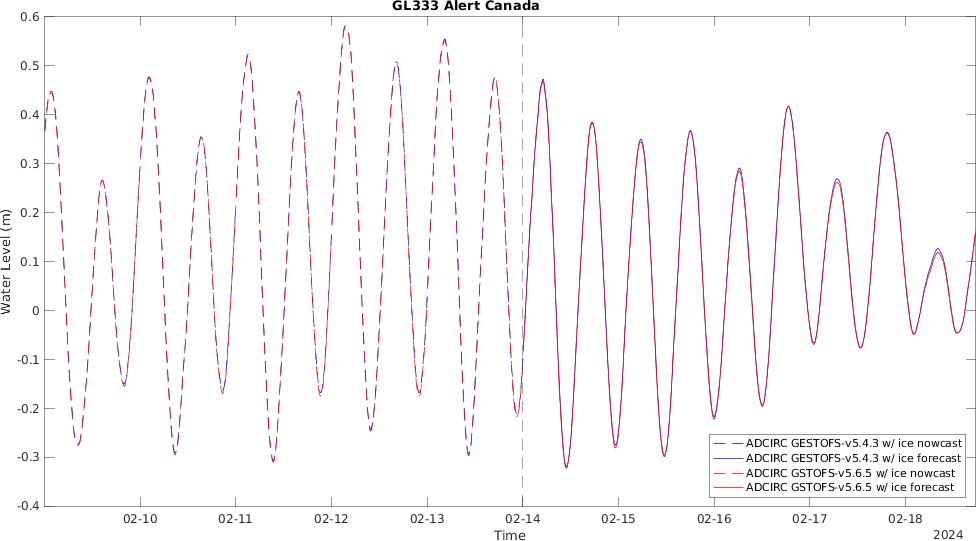 GL333 Alert Canada
0.6
0.5
0.4
0.3
0.2
0.1
0
-0.1
-0.2
-0.3
-0.4
Water Level (m)
ADCIRC GESTOFS-v5.4.3 w/ ice nowcast
ADCIRC GESTOFS-v5.4.3 w/ ice forecast
ADCIRC GSTOFS-v5.6.5 w/ ice nowcast
ADCIRC GSTOFS-v5.6.5 w/ ice forecast
02-10 02-11 02-12 02-13 02-14 02-15 02-16 02-17 02-18
Time
2024